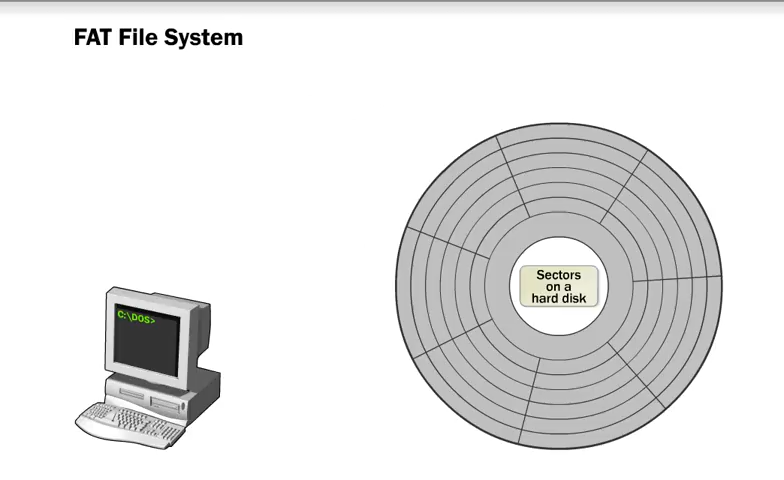 FAT File System
C:\DOS>
Sectors
on a
hard disk